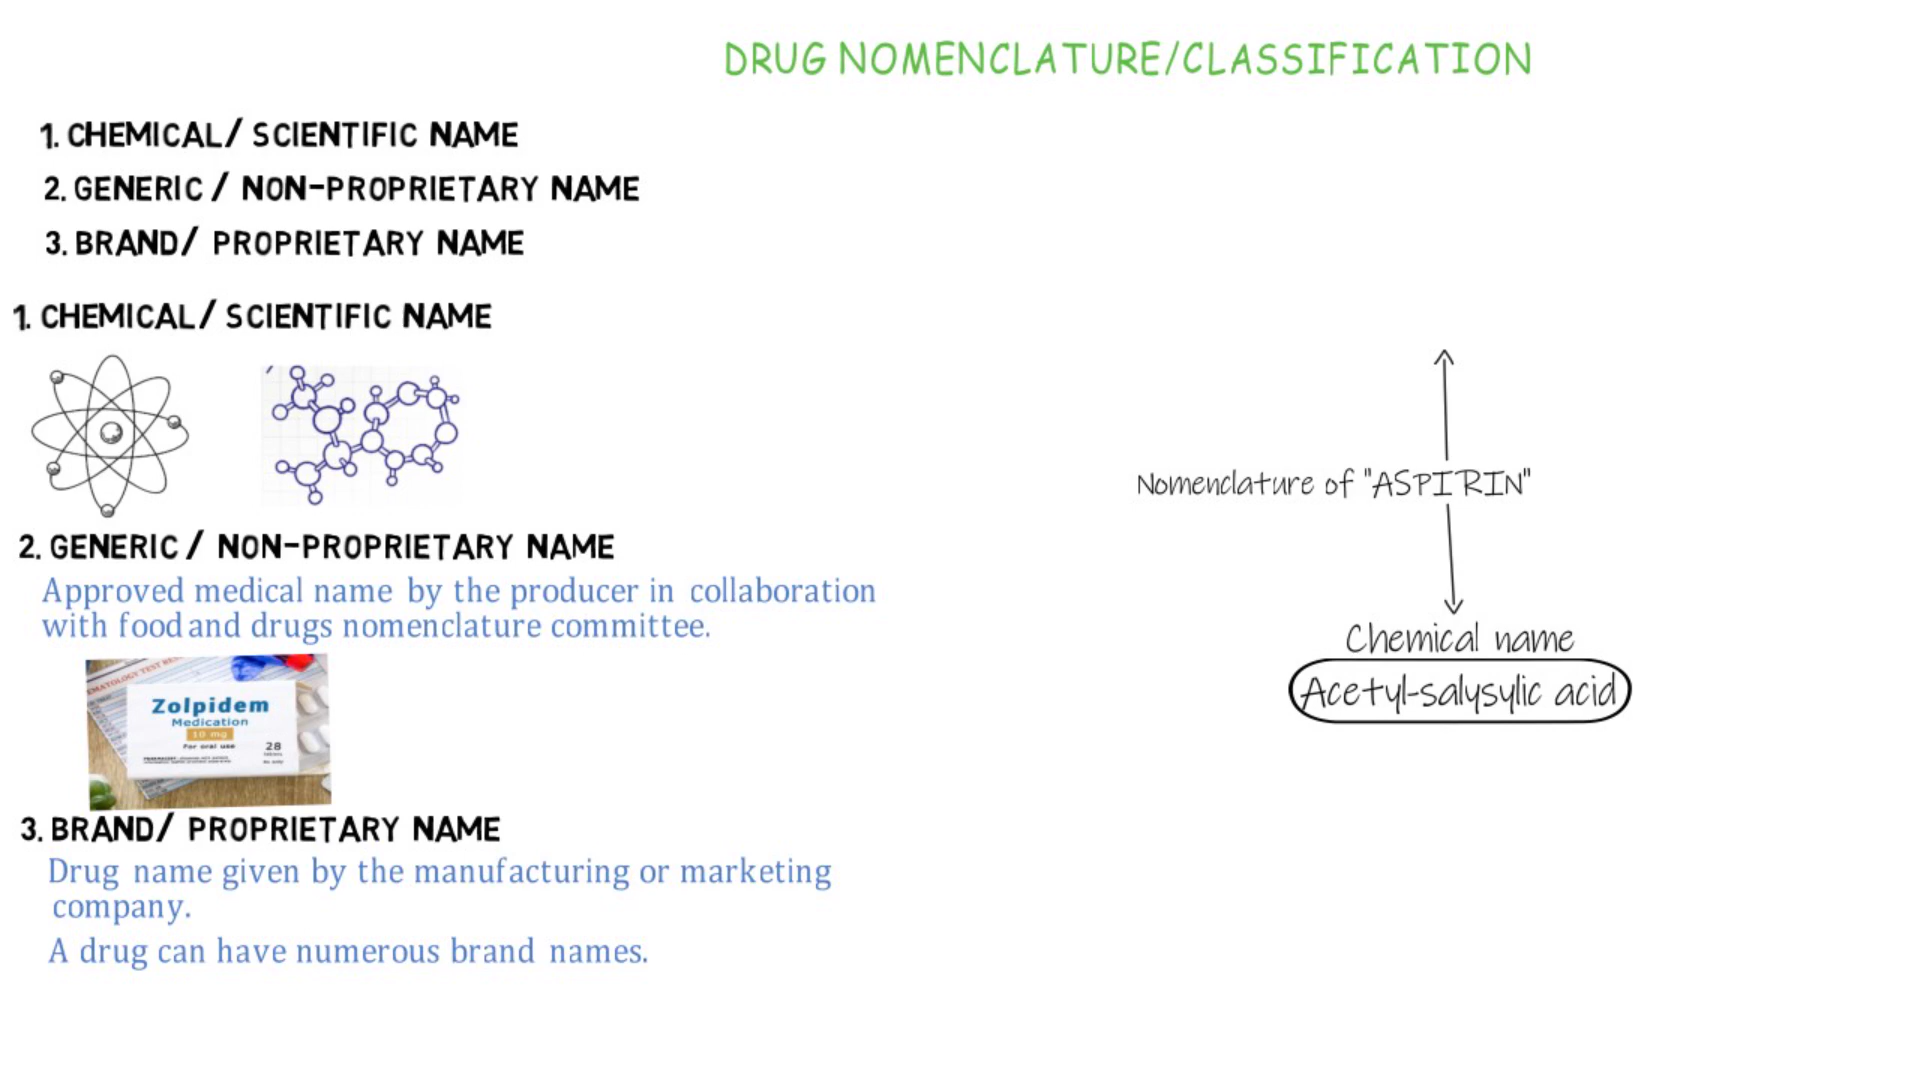 DRUG NOMENCLATURE/CLASSIFICATION
1. CHEMICAL/ SCIENTIFIC NAME
2. GENERIC / NON-PROPRIETARY NAME
3. BRAND/ PROPRIETARY NAME
1. CHEMICAL/ SCIENTIFIC NAME
2. GENERIC / NON-PROPRIETARY NAME
Approved medical name by the producer in collaboration
with food and drugs nomenclature committee.
Zolpidem
Medication
10 mg
For oral use
28
3. BRAND/ PROPRIETARY NAME
Drug name given by the manufacturing or marketing
company.
A drug can have numerous brand names.
Nomenclature of "ASPIRIN"
Chemical name
Acetyl-salysylic acid